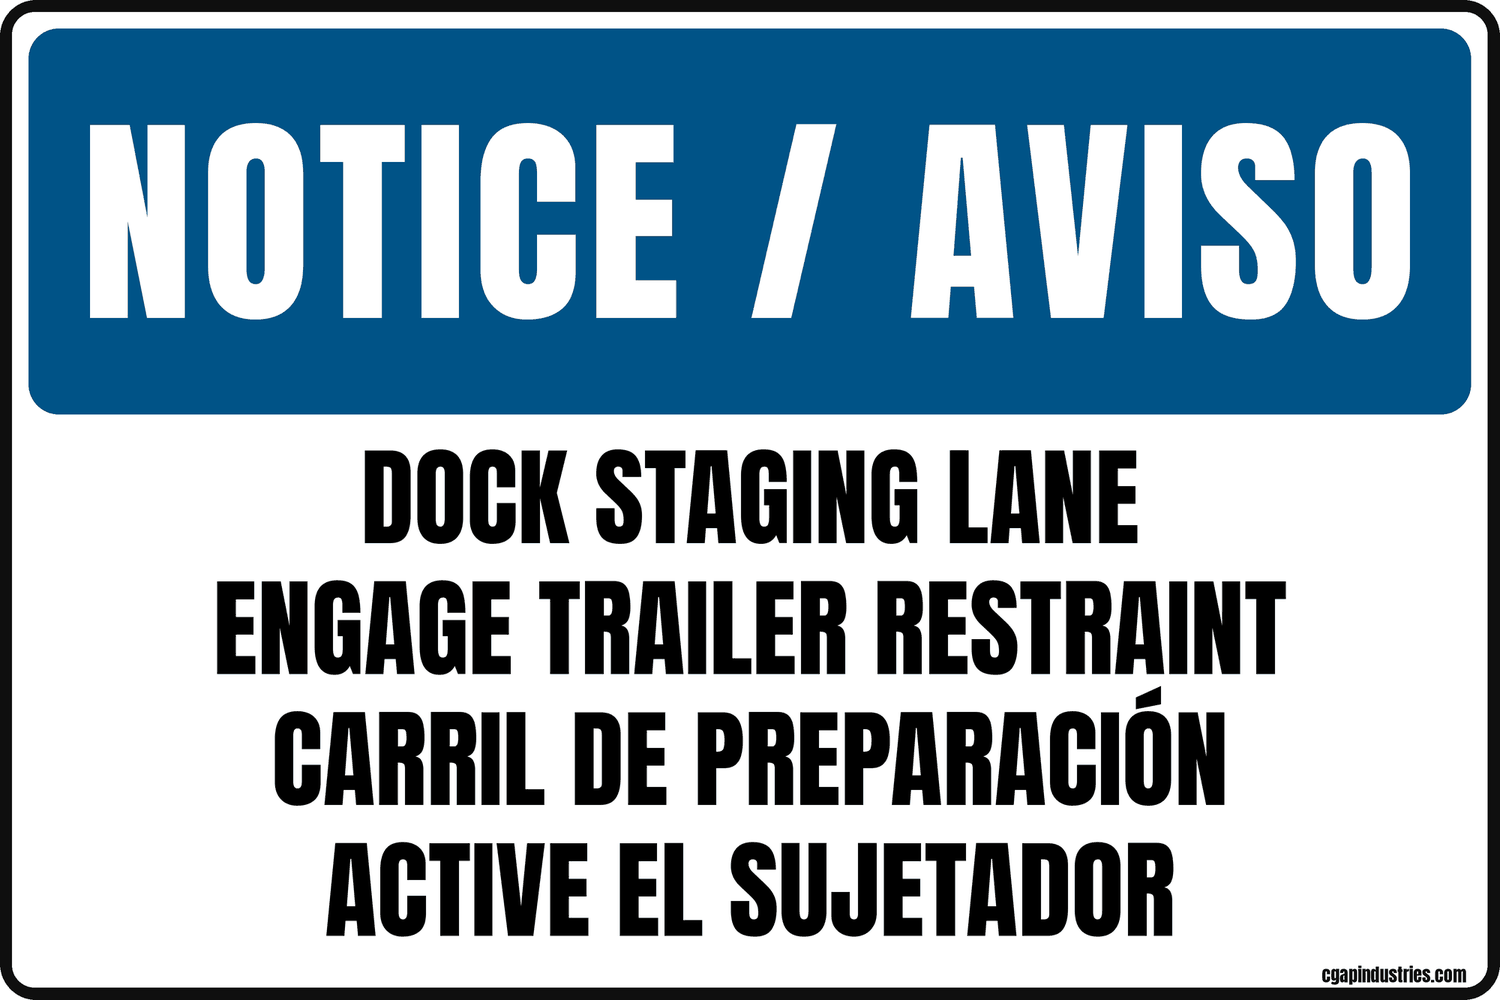 NOTICE / AVISO
DOCK STAGING LANE
ENGAGE TRAILER RESTRAINT
CARRIL DE PREPARACIÓN
ACTIVE EL SUJETADOR
cgapindustries.com